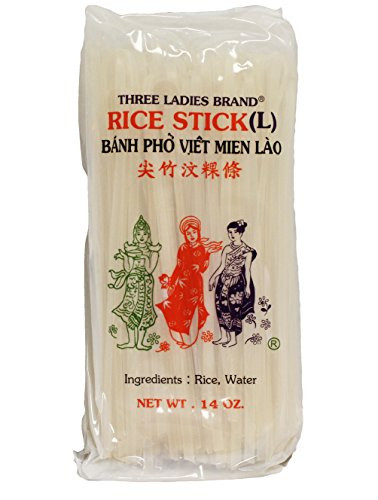 THREE LADIES BRAND®
RICE STICK(L)
BÁNH PHỞ VIÊT MIEN LÀO
尖竹汶粿條
®
Ingredients : Rice, Water
NET WT . 14 OZ.